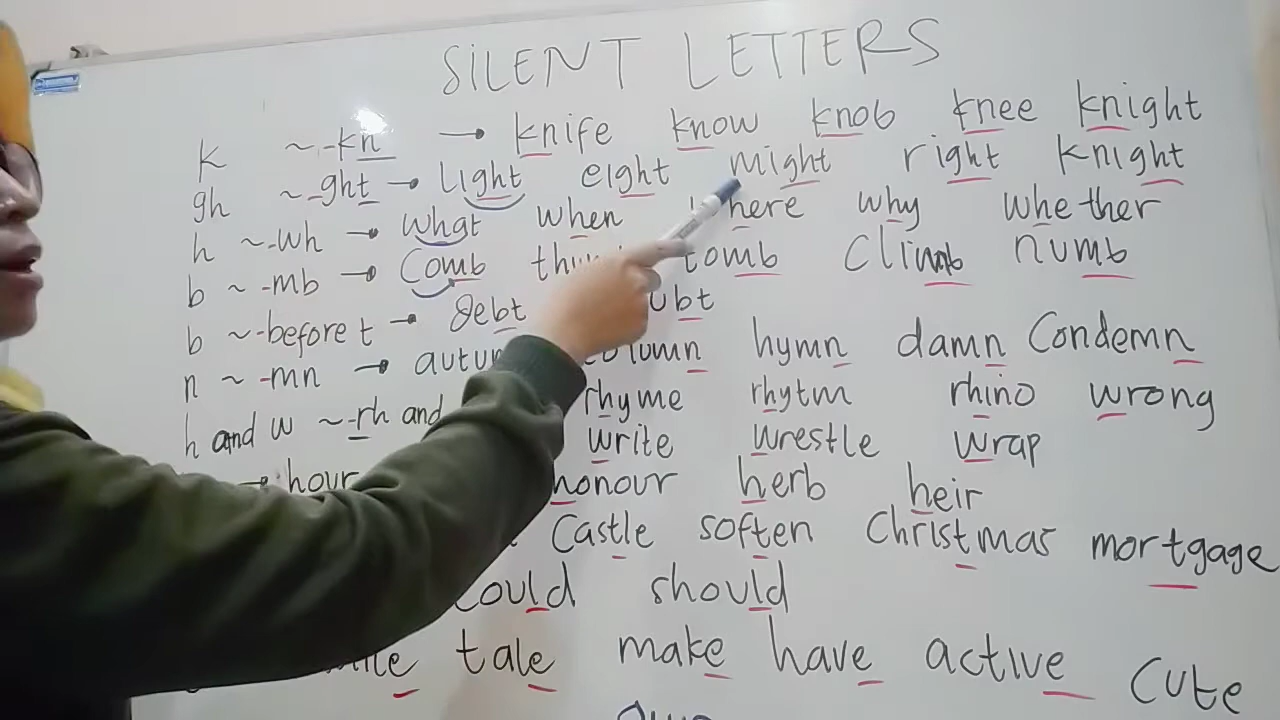 SILENT LETTERS
k ~ -kn → knife know knob knee knight
gh ~ -ght → light eight might right knight
h ~ -wh → what when here why whether
b ~ -mb → comb tomb climb numb
b ~ -before t → debt ubt
n ~ -mn → autu olumn hymn damn Condemn
h and w ~ -rh and rhyme rhytm rhino wrong
write wrestle wrap
→ hour honour herb heir
Castle soften Christmas mortgage
could should
tale make have active Cute